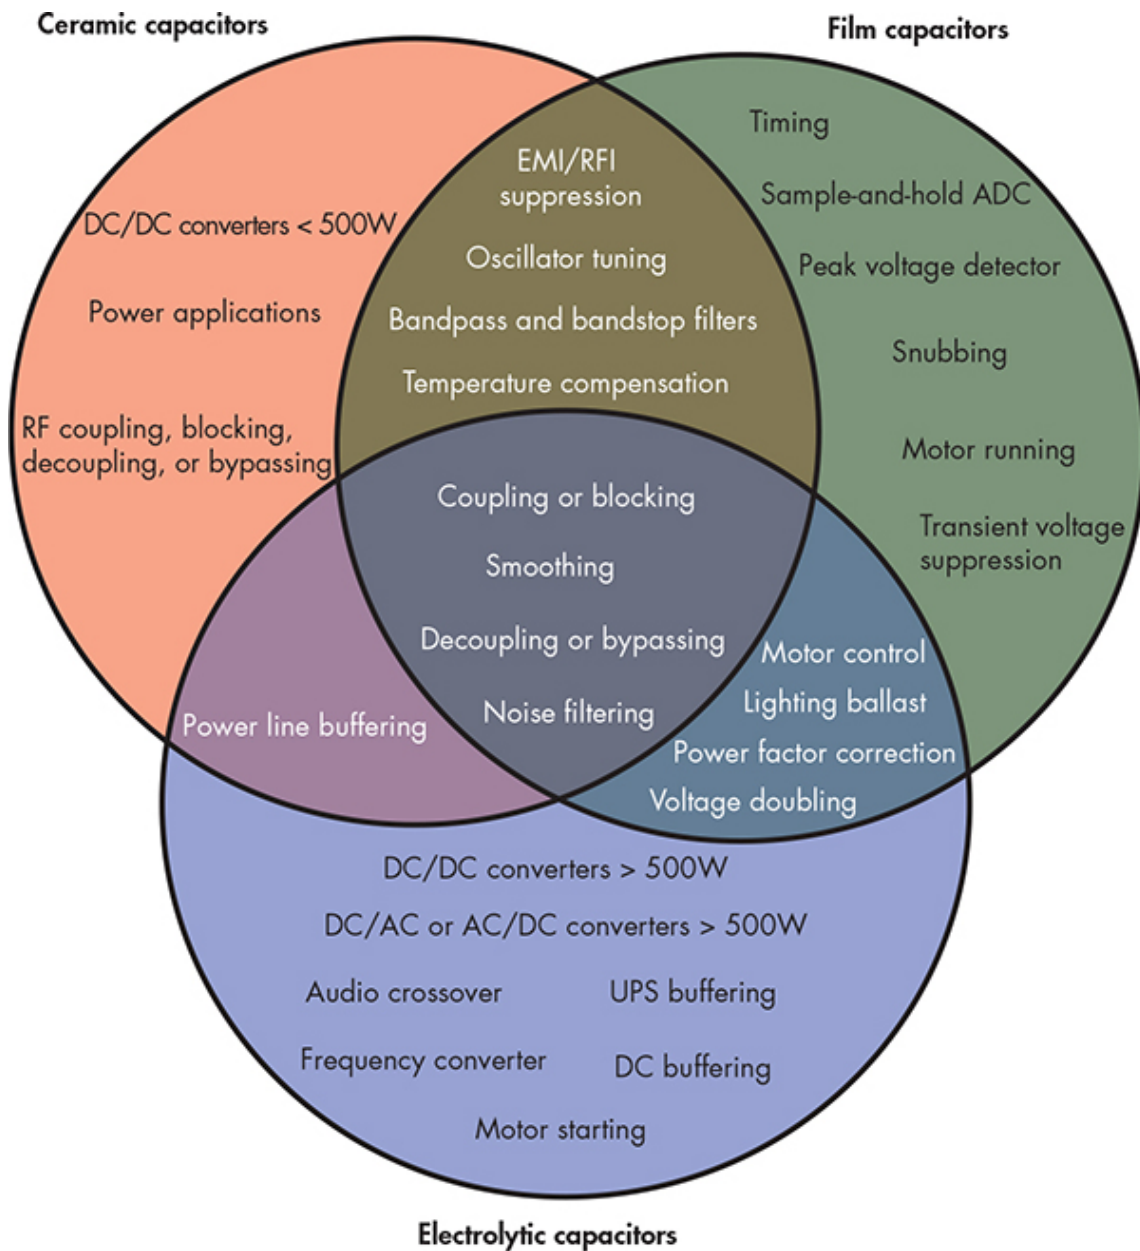 Ceramic capacitors
Film capacitors
DC/DC converters < 500W
Power applications
RF coupling, blocking,
decoupling, or bypassing
EMI/RFI
suppression
Oscillator tuning
Bandpass and bandstop filters
Temperature compensation
Timing
Sample-and-hold ADC
Peak voltage detector
Snubbing
Motor running
Transient voltage
suppression
Coupling or blocking
Smoothing
Decoupling or bypassing
Noise filtering
Power line buffering
Motor control
Lighting ballast
Power factor correction
Voltage doubling
DC/DC converters > 500W
DC/AC or AC/DC converters > 500W
Audio crossover
UPS buffering
Frequency converter
DC buffering
Motor starting
Electrolytic capacitors